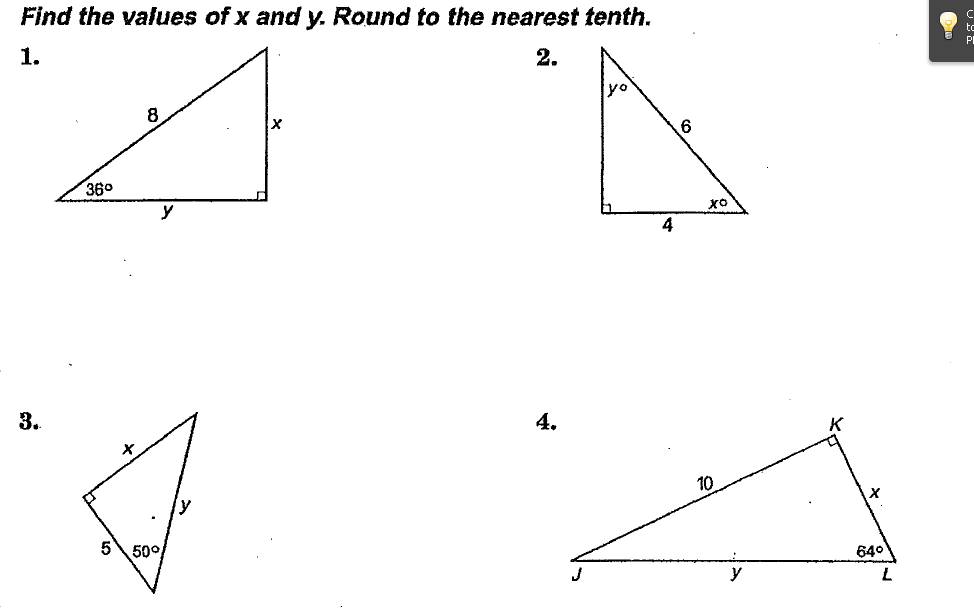 Find the values of x and y. Round to the nearest tenth.
1.
8
x
36°
y
2.
y°
6
x°
4
3.
x
y
5
50°
4.
K
10
x
64°
J
y
L